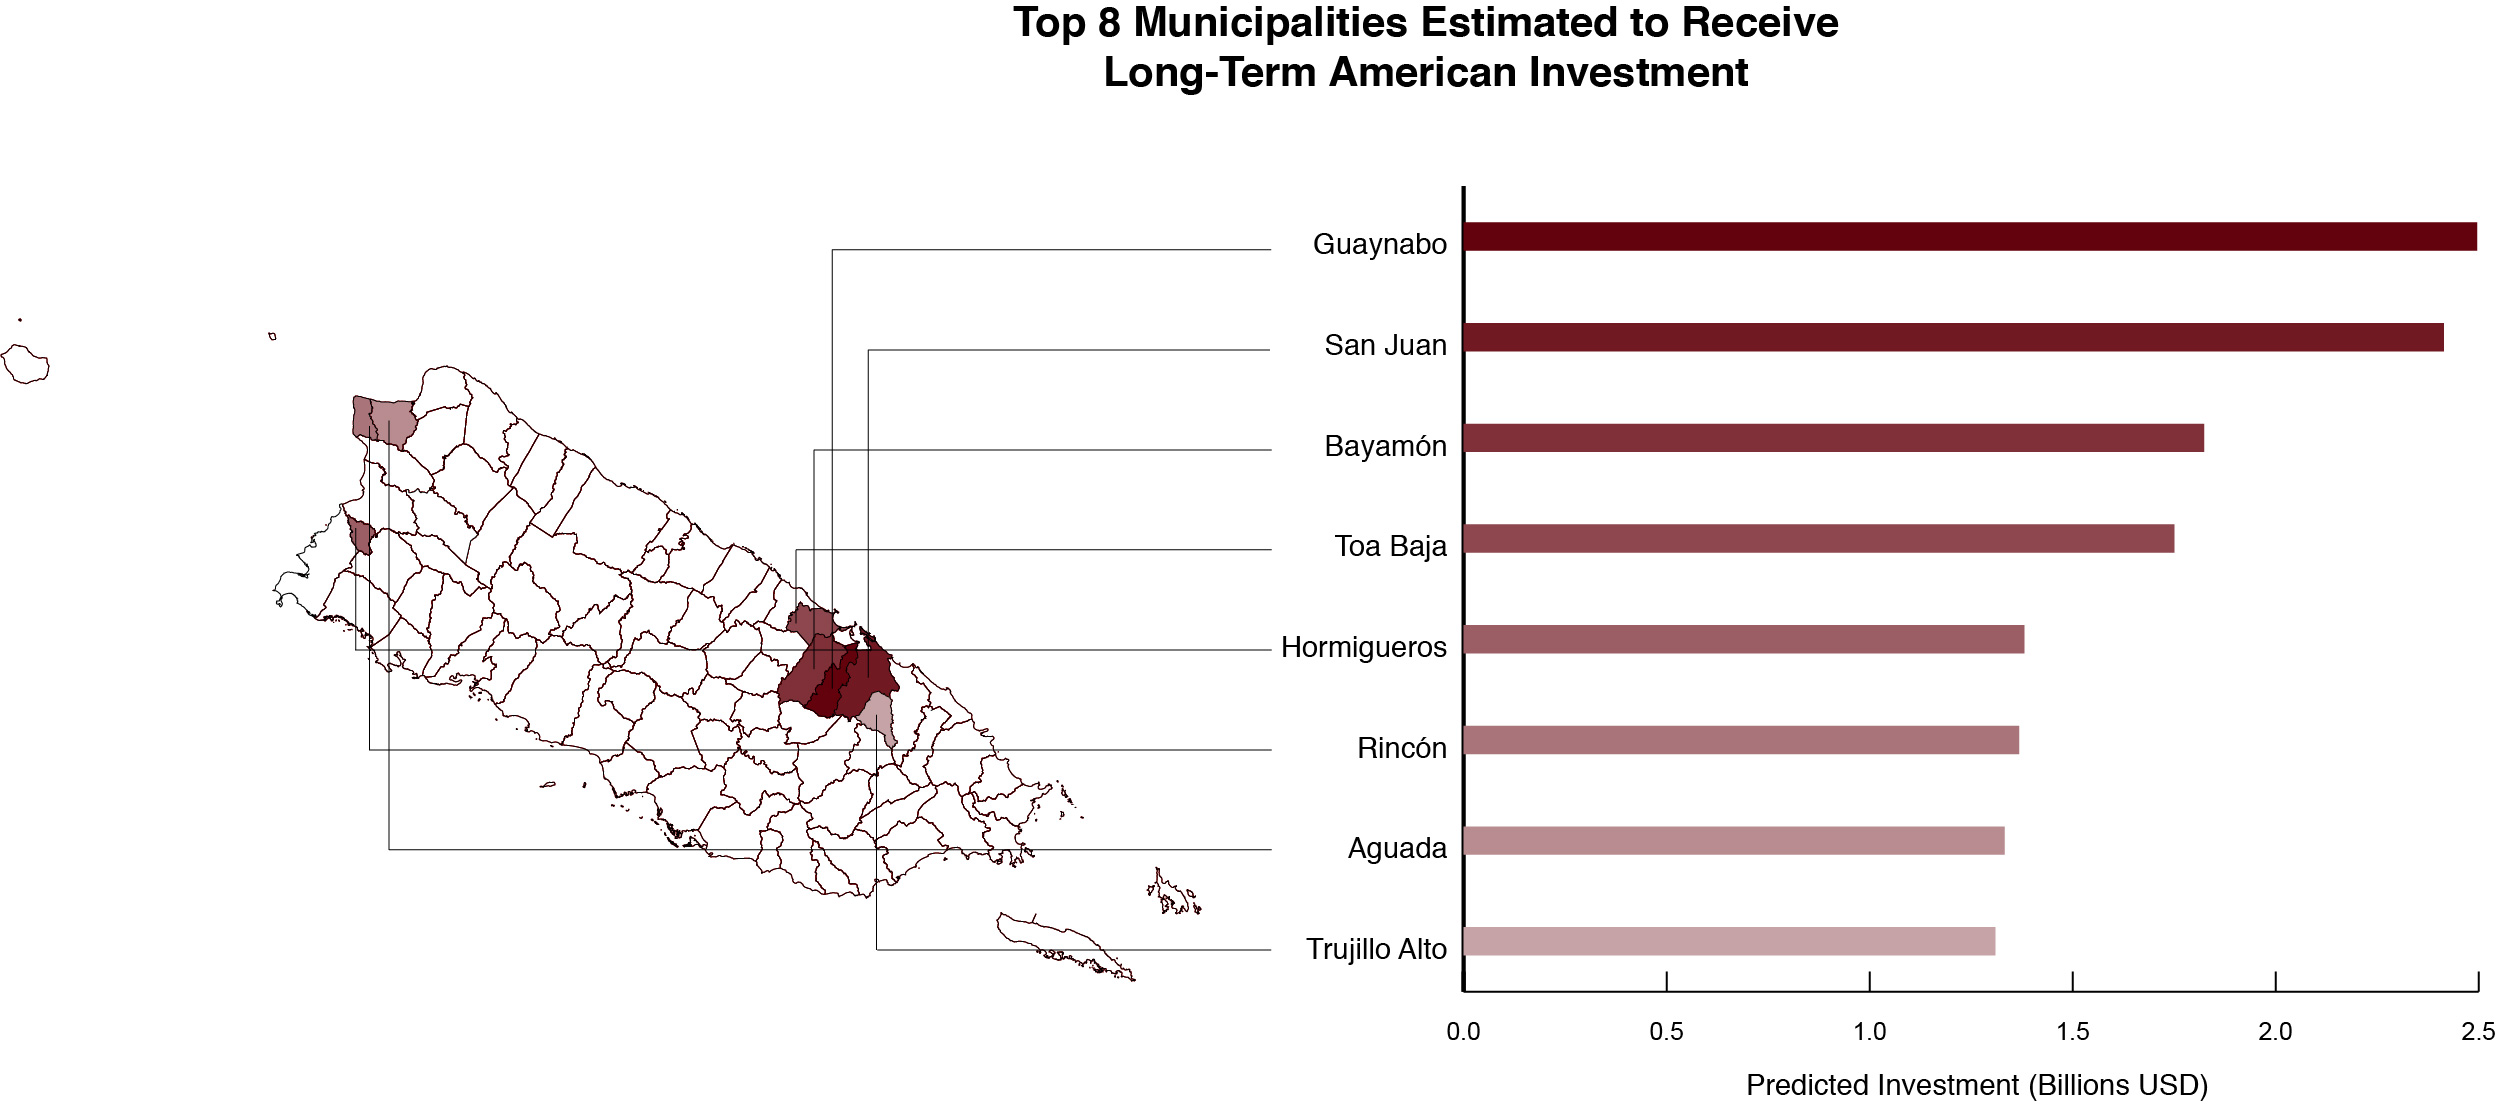 Top 8 Municipalities Estimated to Receive
Long-Term American Investment
Guaynabo
San Juan
Bayamón
Toa Baja
Hormigueros
Rincón
Aguada
Trujillo Alto
0.0 0.5 1.0 1.5 2.0 2.5
Predicted Investment (Billions USD)